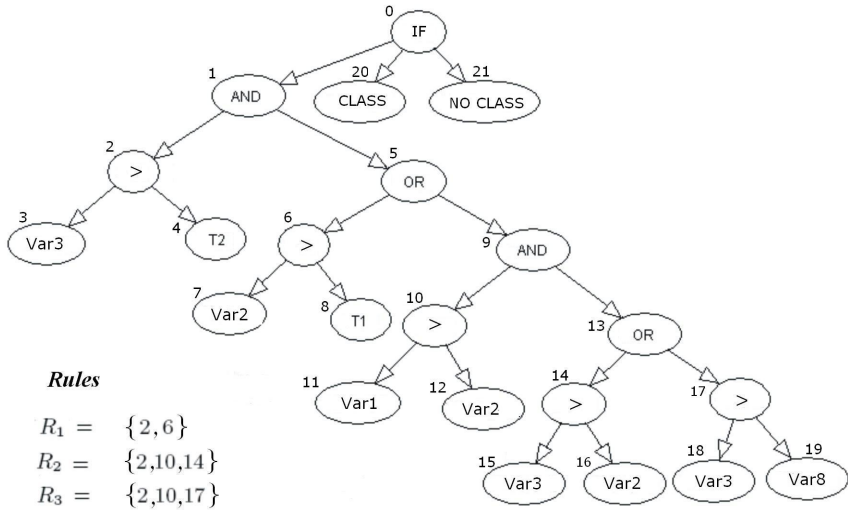 0
IF
1
AND
20
CLASS
21
NO CLASS
2
>
5
OR
3
Var3
4
T2
6
>
9
AND
7
Var2
8
T1
10
>
13
OR
11
Var1
12
Var2
14
>
17
>
15
Var3
16
Var2
18
Var3
19
Var8
Rules
R1 = {2,6}
R2 = {2,10,14}
R3 = {2,10,17}